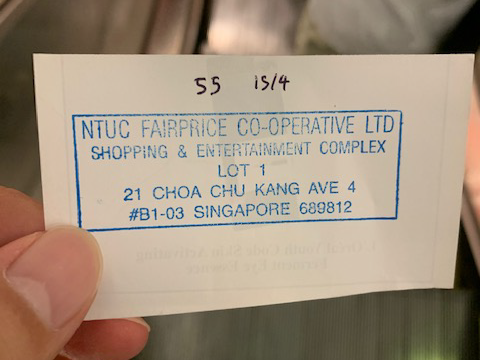 55 15/4
NTUC FAIRPRICE CO-OPERATIVE LTD
SHOPPING & ENTERTAINMENT COMPLEX
LOT 1
21 CHOA CHU KANG AVE 4
#B1-03 SINGAPORE 689812